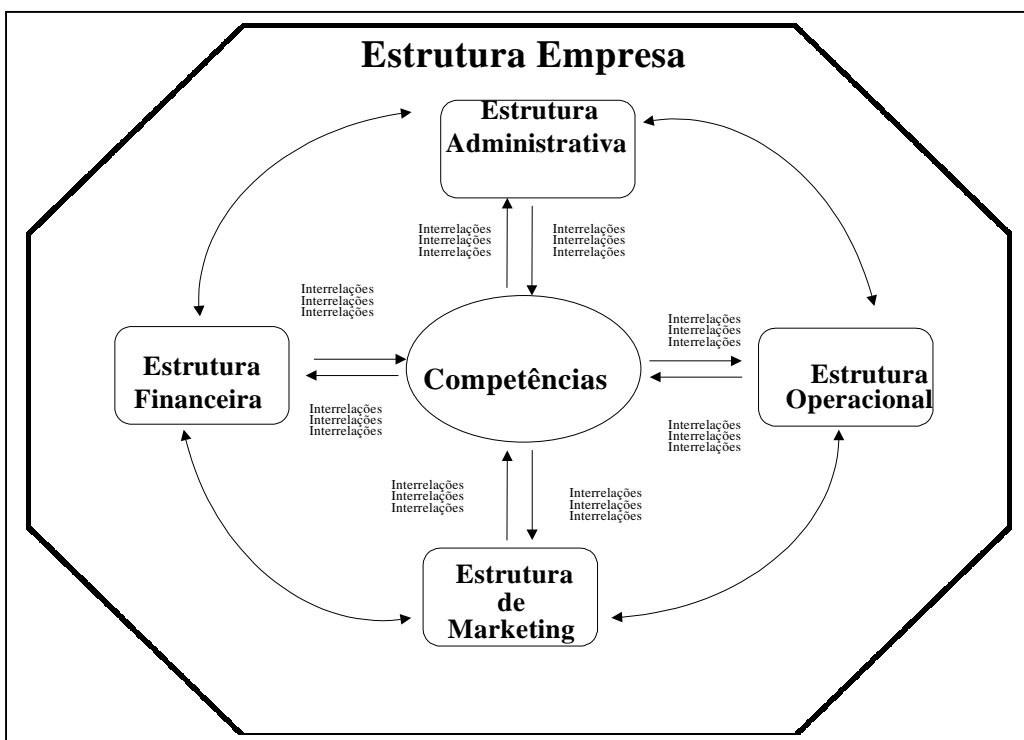 Estrutura Empresa
Estrutura
Administrativa
Interrelações
Interrelações
Interrelações
Interrelações
Interrelações
Interrelações
Interrelações
Interrelações
Interrelações
Interrelações
Interrelações
Interrelações
Estrutura
Financeira
Competências
Estrutura
Operacional
Interrelações
Interrelações
Interrelações
Interrelações
Interrelações
Interrelações
Interrelações
Interrelações
Interrelações
Interrelações
Interrelações
Interrelações
Estrutura
de
Marketing